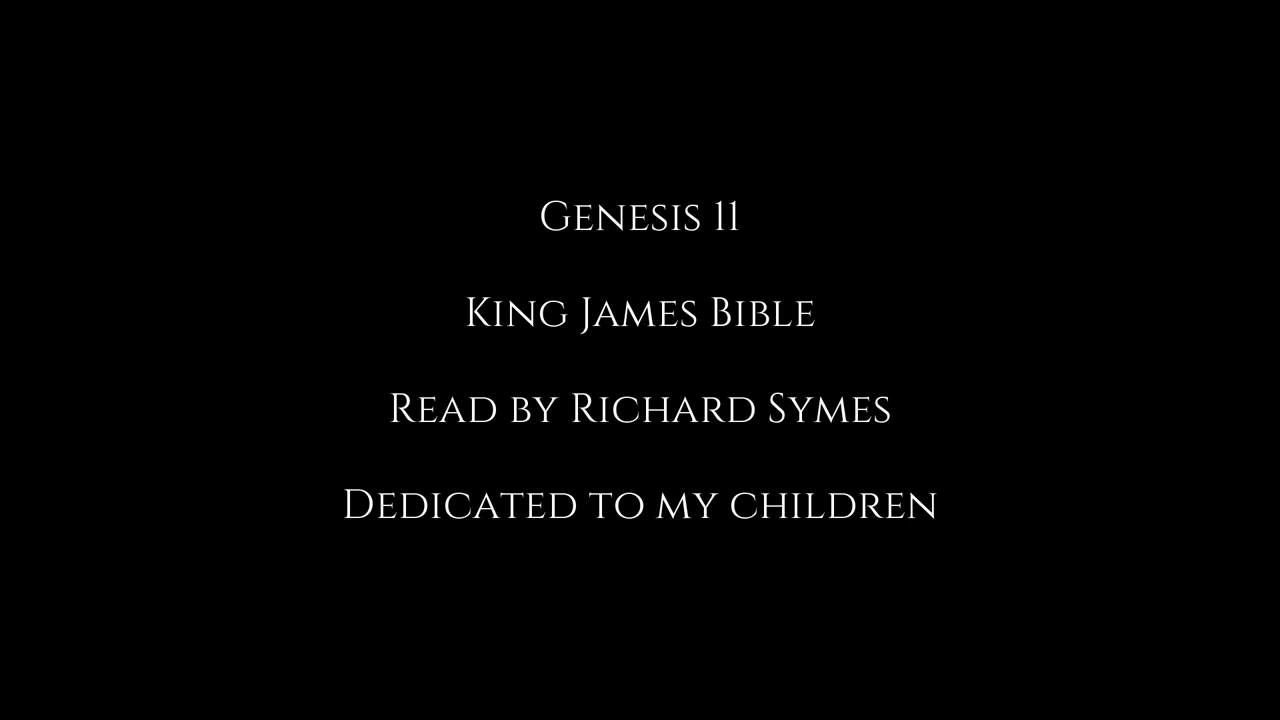 Genesis 11
King James Bible
Read by Richard Symes
Dedicated to my children